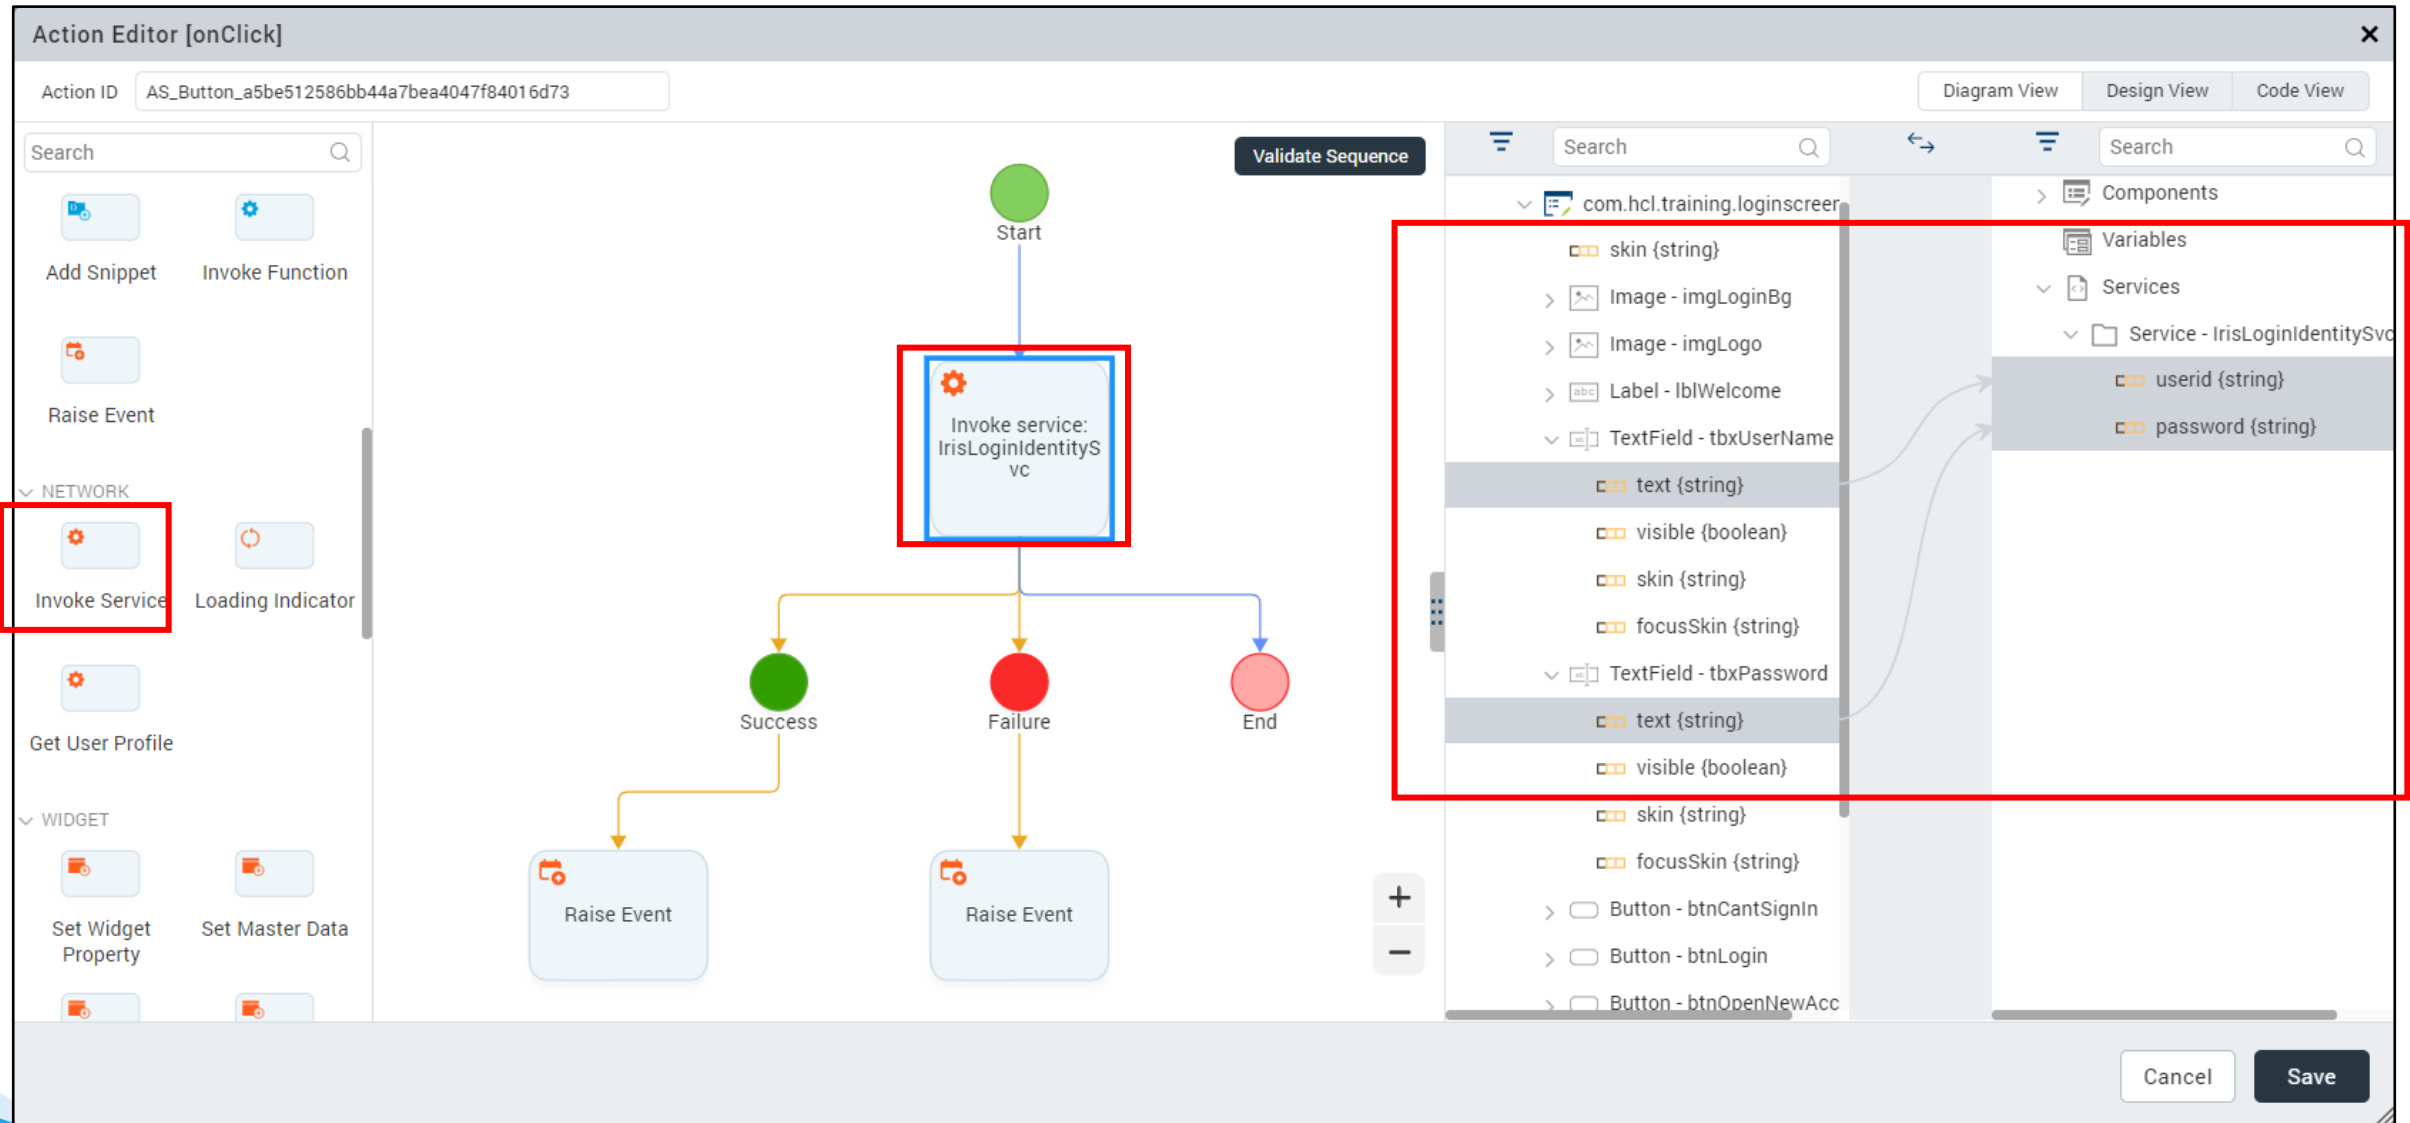 Action Editor [onClick]
Action ID
AS_Button_a5be512586bb44a7bea4047f84016d73
Diagram View
Design View
Code View
Search
Add Snippet
Invoke Function
Raise Event
NETWORK
Invoke Service
Loading Indicator
Get User Profile
WIDGET
Set Widget
Property
Set Master Data
Validate Sequence
Start
Invoke service:
IrisLoginIdentityS
vc
Success
Failure
End
Raise Event
Raise Event
+
−
Search
com.hcl.training.loginscreen
skin {string}
Image - imgLoginBg
Image - imgLogo
Label - lblWelcome
TextField - tbxUserName
text {string}
visible {boolean}
skin {string}
focusSkin {string}
TextField - tbxPassword
text {string}
visible {boolean}
skin {string}
focusSkin {string}
Button - btnCantSignIn
Button - btnLogin
Button - btnOpenNewAcc
Search
Components
Variables
Services
Service - IrisLoginIdentitySvc
userid {string}
password {string}
Cancel
Save